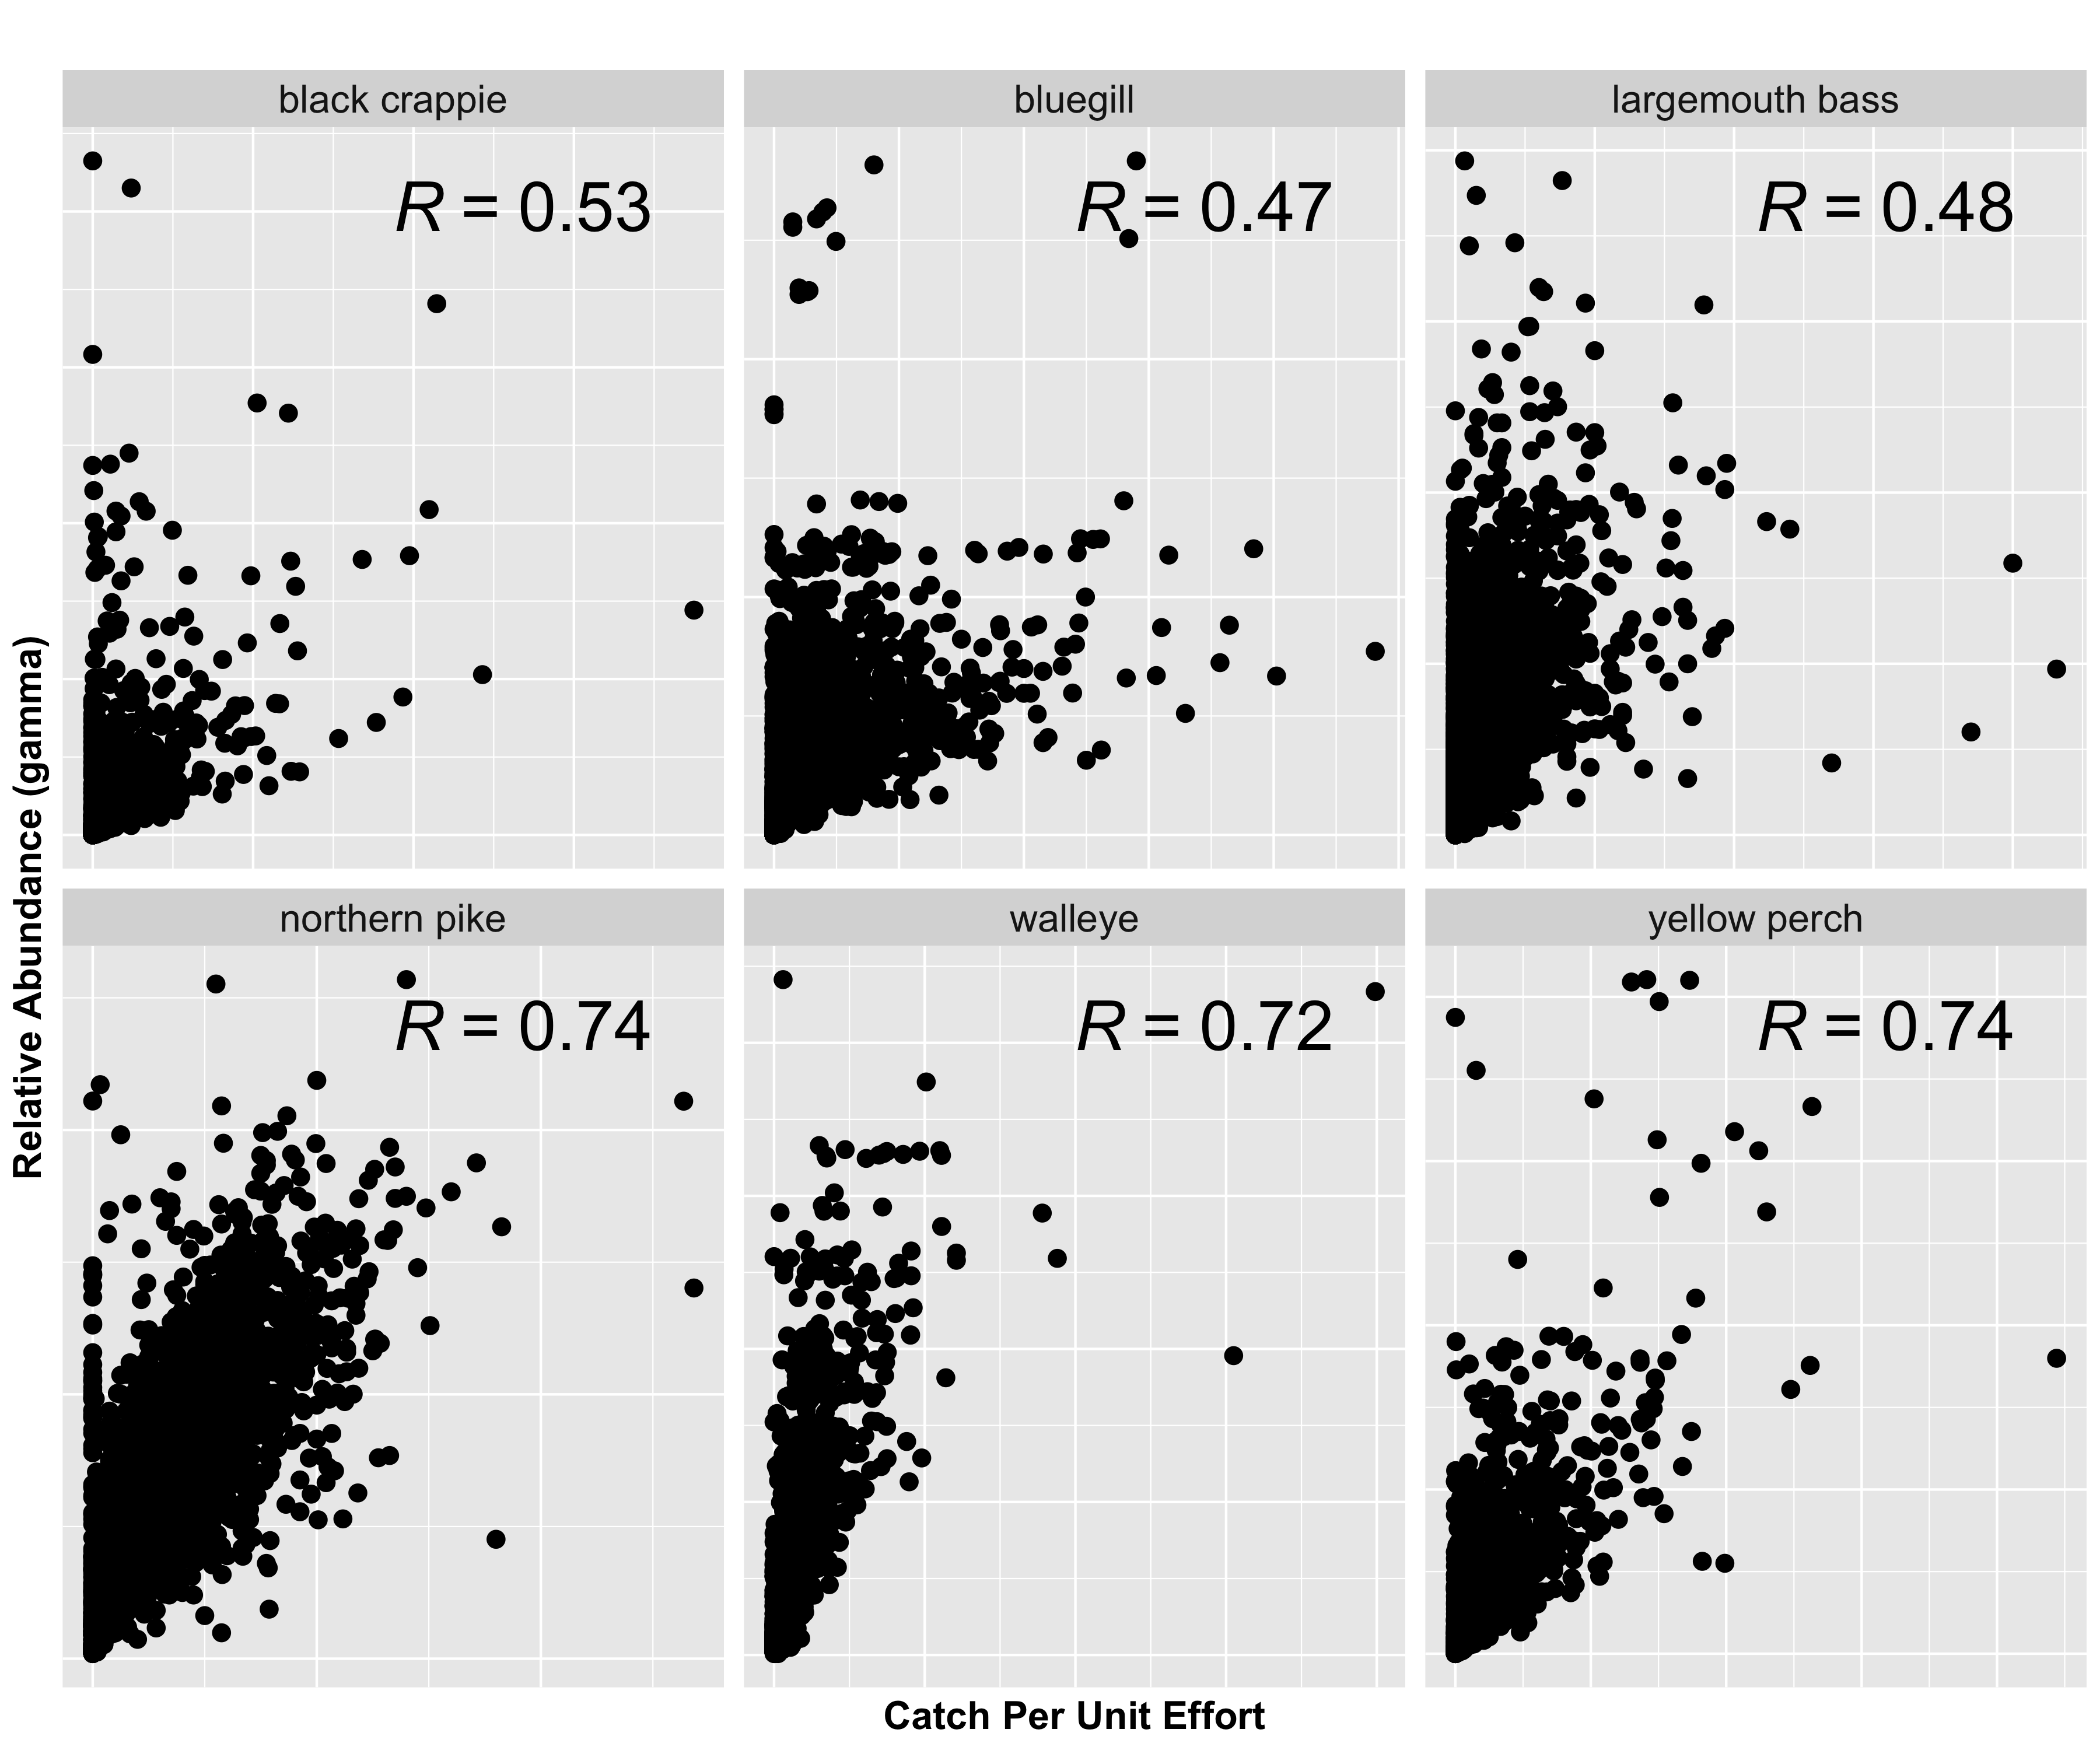 black crappie
bluegill
largemouth bass
R = 0.53
R = 0.47
R = 0.48
northern pike
walleye
yellow perch
R = 0.74
R = 0.72
R = 0.74
Relative Abundance (gamma)
Catch Per Unit Effort